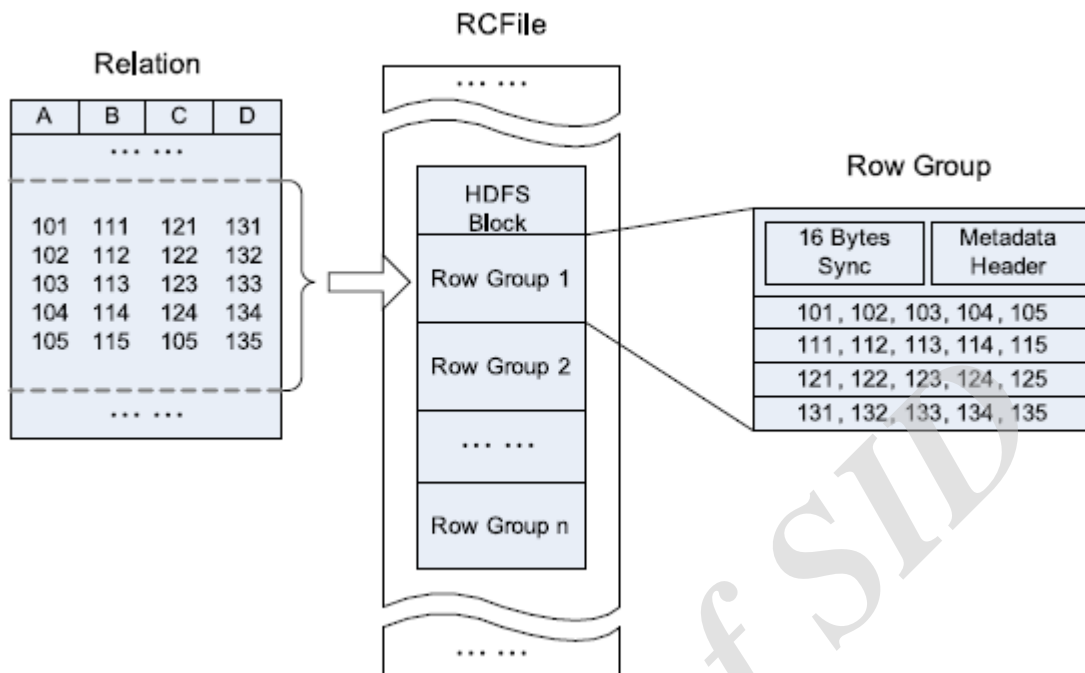 RCFile
Relation
A B C D
... ...
... ...
101 111 121 131
102 112 122 132
103 113 123 133
104 114 124 134
105 115 105 135
... ...
HDFS
Block
Row Group 1
Row Group 2
... ...
Row Group n
... ...
Row Group
16 Bytes
Sync
Metadata
Header
101, 102, 103, 104, 105
111, 112, 113, 114, 115
121, 122, 123, 124, 125
131, 132, 133, 134, 135
of SID